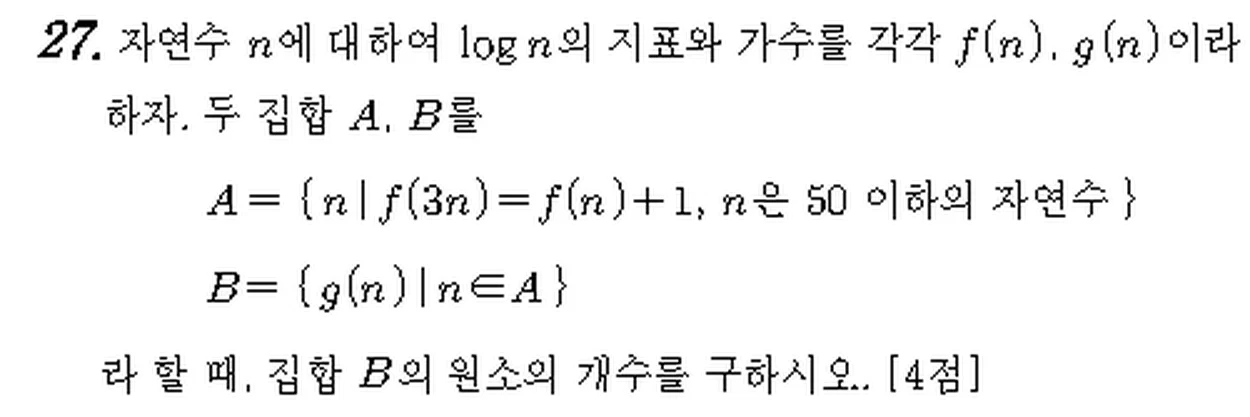 27. 자연수 n에 대하여 log n의 지표와 가수를 각각 f(n), g(n)이라
하자. 두 집합 A, B를
A = { n | f(3n) = f(n)+1, n은 50 이하의 자연수 }
B = { g(n) | n∈A }
라 할 때, 집합 B의 원소의 개수를 구하시오.. [4점]